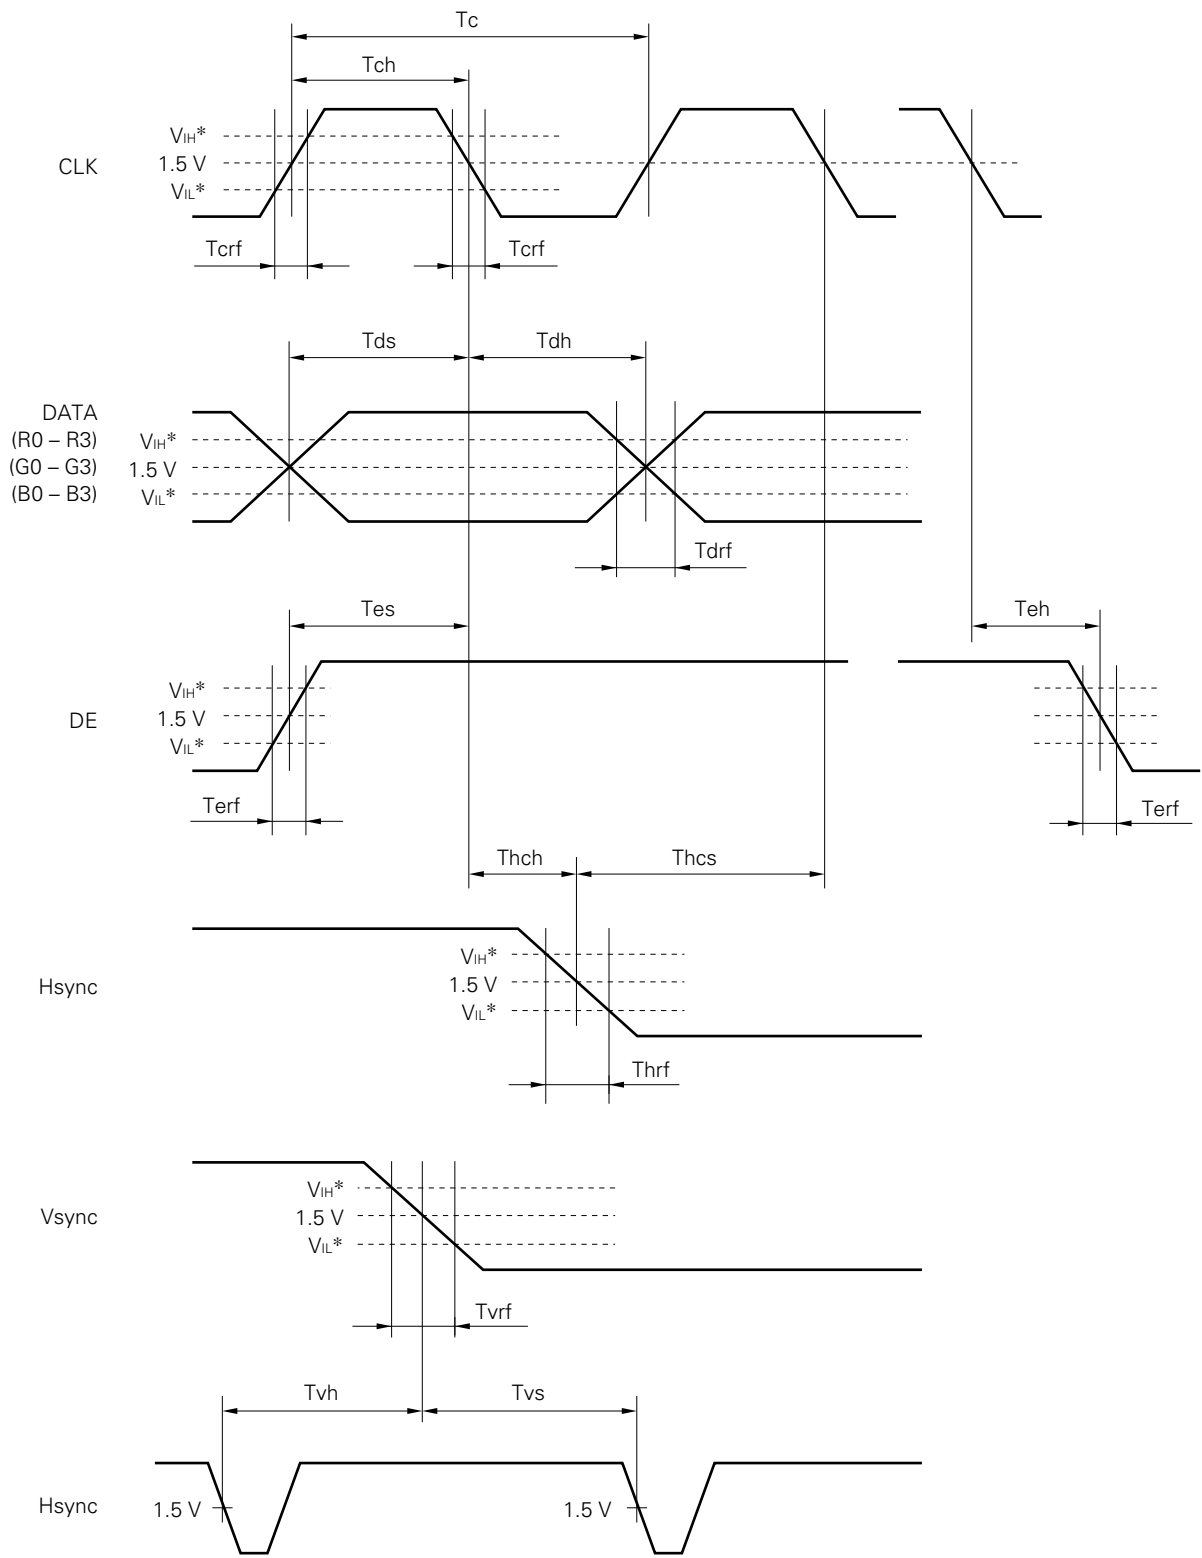 Tc
Tch
CLK
VIH*
1.5 V
VIL*
Tcrf
Tcrf
Tds
Tdh
DATA
(R0 – R3)
(G0 – G3)
(B0 – B3)
VIH*
1.5 V
VIL*
Tdrf
Tes
Teh
DE
VIH*
1.5 V
VIL*
Terf
Terf
Thch
Thcs
Hsync
VIH*
1.5 V
VIL*
Thrf
Vsync
VIH*
1.5 V
VIL*
Tvrf
Tvh
Tvs
Hsync
1.5 V
1.5 V